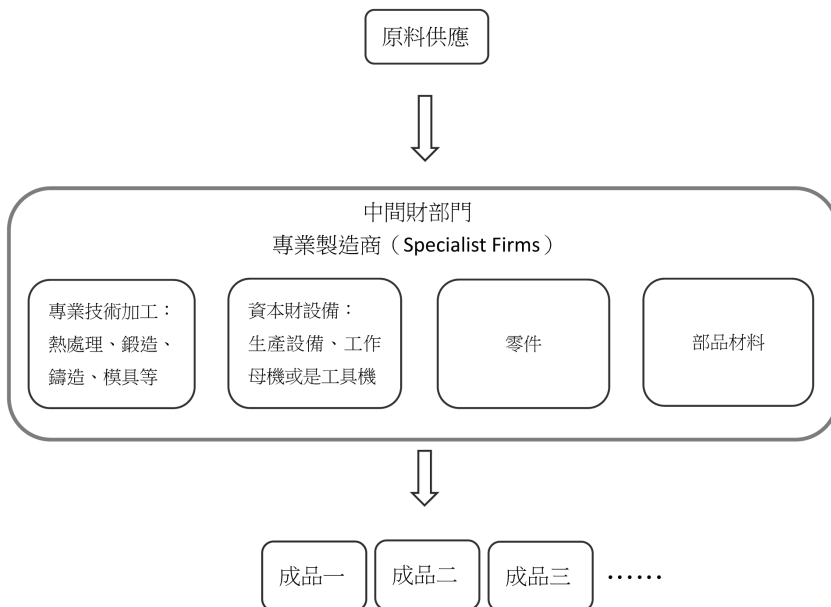 原料供應
中間財部門
專業製造商（Specialist Firms）
專業技術加工：
熱處理、鍛造、
鑄造、模具等
資本財設備：
生產設備、工作
母機或是工具機
零件
部品材料
成品一
成品二
成品三
……